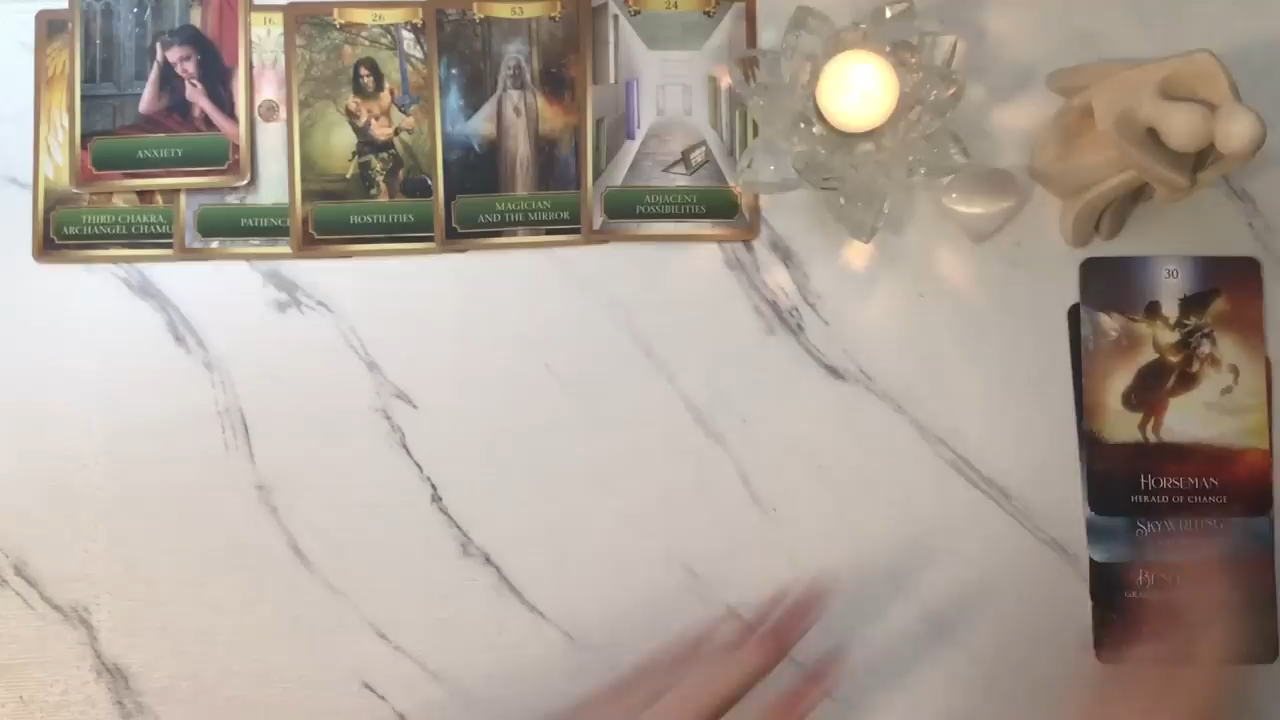 ANXIETY
THIRD CHAKRA,
ARCHANGEL CHAMU
16
PATIENCE
26
HOSTILITIES
53
MAGICIAN
AND THE MIRROR
24
ADJACENT
POSSIBILITIES
30
HORSEMAN
HERALD OF CHANGE
SKYWRITING